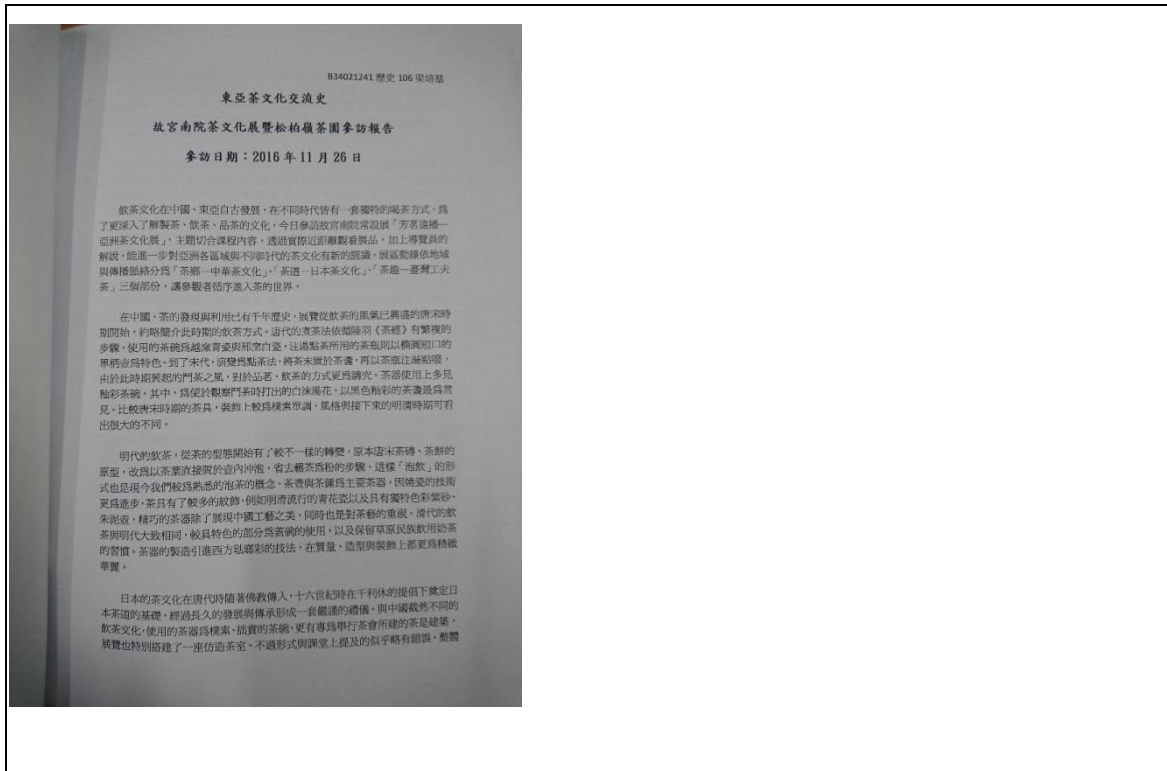 B34021241 歷史 106 梁培
東亞茶文化交流史
故宮南院茶文化展暨松柏嶺茶園參訪報告
參訪日期：2016 年 11 月 26 日
飲茶文化在中國、東亞自古發展，在不同時代皆有一套獨特的喝茶方式。為
了更深入了解製茶、飲茶、品茶的文化，今日參訪故宮南院常設展「芳茗遠播─
亞洲茶文化展」，主題切合課程內容，透過實際近距離觀看展品，加上導覽員的
解說，能進一步對亞洲各區域與不同時代的茶文化有新的認識。展區動線依地域
與傳播脈絡分為「茶鄉─中華茶文化」、「茶道─日本茶文化」、「茶趣─臺灣工夫
茶」三個部份，讓參觀者循序進入茶的世界。
在中國，茶的發現與利用已有千年歷史，展覽從飲茶的風氣已興盛的唐宋時
期開始，約略簡介此時期的飲茶方式。唐代的煮茶法依循陸羽《茶經》有繁複的
步驟，使用的茶碗為越窯青瓷與邢窯白瓷，注湯點茶所用的茶瓶則以橢圓短口的
單柄壺為特色。到了宋代，演變為點茶法，將茶末置於茶盞，再以茶瓶注湯點啜，
由於此時期興起的鬥茶之風，對於品茗、飲茶的方式更為講究。茶器使用上多見
釉彩茶碗，其中，為便於觀察鬥茶時打出的白沫湯花，以黑色釉彩的茶盞最為常
見。比較唐宋時期的茶具，裝飾上較為樸素單調，風格與接下來的明清時期可看
出很大的不同。
明代的飲茶，從茶的型態開始有了較不一樣的轉變，原本唐宋茶磚、茶餅的
原型，改為以茶葉直接置於壺內沖泡，省去碾茶為粉的步驟，這樣「泡飲」的形
式也是現今我們較為熟悉的泡茶的概念。茶壺與茶鍾為主要茶器，因燒瓷的技術
更為進步，茶具有了較多的紋飾，例如明清流行的青花瓷以及具有獨特色彩紫砂、
朱泥壺，精巧的茶器除了展現中國工藝之美，同時也是對茶藝的重視。清代的飲
茶與明代大致相同，較具特色的部分為蓋碗的使用，以及保留草原民族飲用奶茶
的習慣。茶器的製造引進西方琺瑯彩的技法，在質量、造型與裝飾上都更為精緻
華麗。
日本的茶文化在唐代時隨著佛教傳入，十六世紀時在千利休的提倡下奠定日
本茶道的基礎，經過長久的發展與傳承形成一套嚴謹的禮儀。與中國截然不同的
飲茶文化，使用的茶器為樸素、拙實的茶碗，更有專為舉行茶會所建的茶室建築，
展覽也特別搭建了一座仿造茶室，不過形式與課堂上提及的似乎略有錯誤。整體